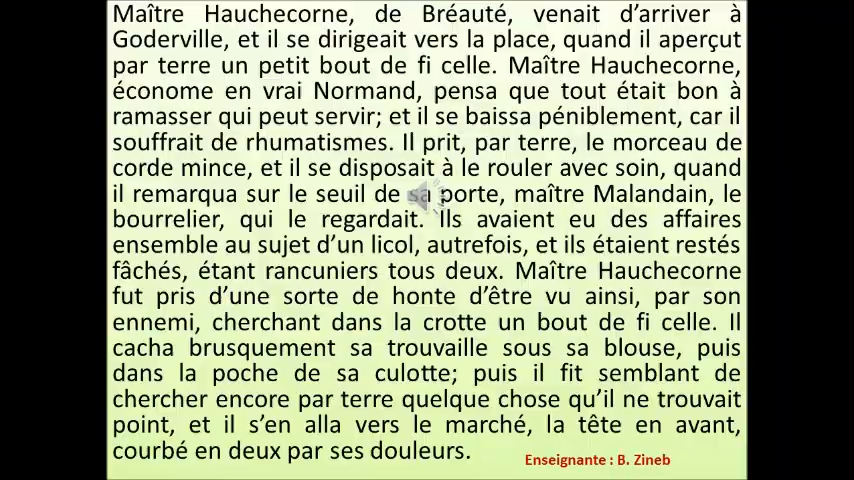 Maître Hauchecorne, de Bréauté, venait d’arriver à
Goderville, et il se dirigeait vers la place, quand il aperçut
par terre un petit bout de fi celle. Maître Hauchecorne,
économe en vrai Normand, pensa que tout était bon à
ramasser qui peut servir; et il se baissa péniblement, car il
souffrait de rhumatismes. Il prit, par terre, le morceau de
corde mince, et il se disposait à le rouler avec soin, quand
il remarqua sur le seuil de sa porte, maître Malandain, le
bourrelier, qui le regardait. Ils avaient eu des affaires
ensemble au sujet d’un licol, autrefois, et ils étaient restés
fâchés, étant rancuniers tous deux. Maître Hauchecorne
fut pris d’une sorte de honte d’être vu ainsi, par son
ennemi, cherchant dans la crotte un bout de fi celle. Il
cacha brusquement sa trouvaille sous sa blouse, puis
dans la poche de sa culotte; puis il fit semblant de
chercher encore par terre quelque chose qu’il ne trouvait
point, et il s’en alla vers le marché, la tête en avant,
courbé en deux par ses douleurs.
Enseignante : B. Zineb